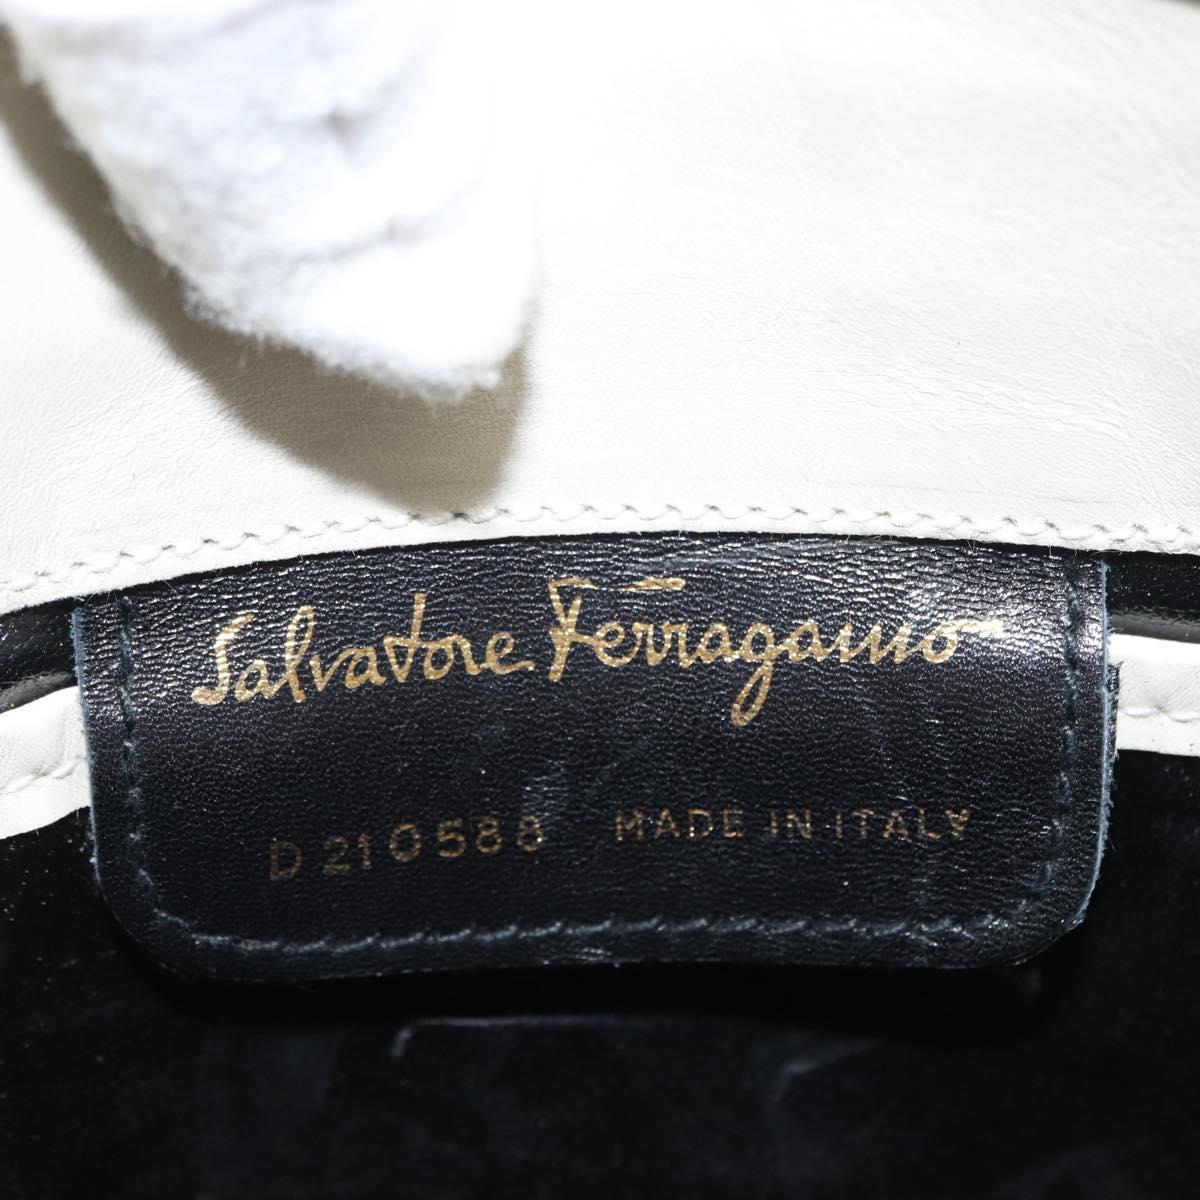 Salvatore Ferragamo
D 210588 MADE IN ITALY